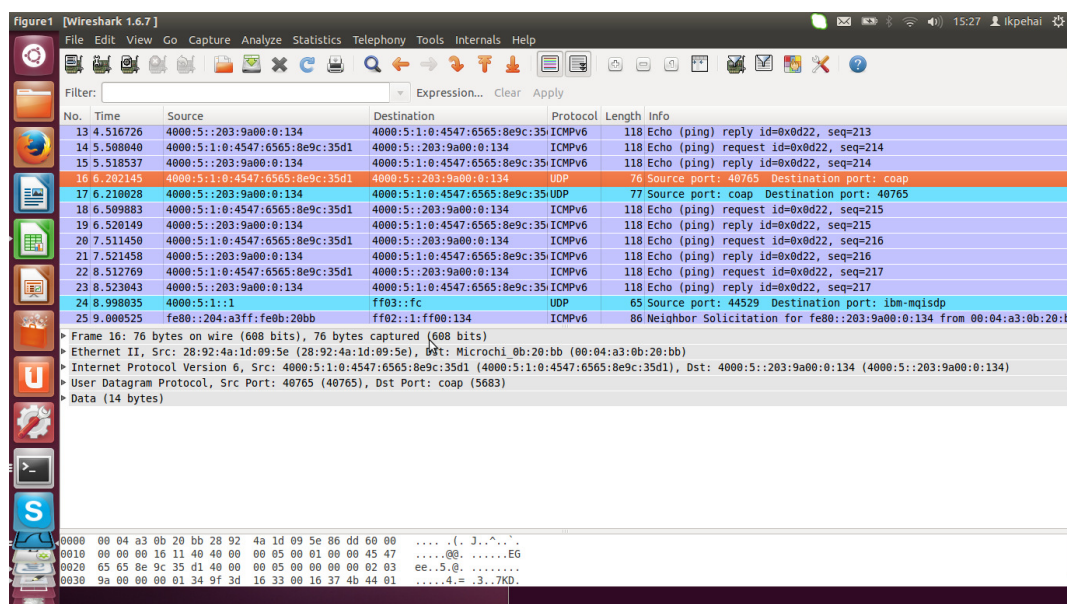 figure1 [Wireshark 1.6.7 ] 15:27 Ikpehai
File Edit View Go Capture Analyze Statistics Telephony Tools Internals Help
Filter: Expression... Clear Apply
No. Time Source Destination Protocol Length Info
13 4.516726 4000:5::203:9a00:0:134 4000:5:1:0:4547:6565:8e9c:35 ICMPv6 118 Echo (ping) reply id=0x0d22, seq=213
14 5.508040 4000:5:1:0:4547:6565:8e9c:35d1 4000:5::203:9a00:0:134 ICMPv6 118 Echo (ping) request id=0x0d22, seq=214
15 5.518537 4000:5::203:9a00:0:134 4000:5:1:0:4547:6565:8e9c:35 ICMPv6 118 Echo (ping) reply id=0x0d22, seq=214
16 6.202145 4000:5:1:0:4547:6565:8e9c:35d1 4000:5::203:9a00:0:134 UDP 76 Source port: 40765 Destination port: coap
17 6.210028 4000:5::203:9a00:0:134 4000:5:1:0:4547:6565:8e9c:35 UDP 77 Source port: coap Destination port: 40765
18 6.509883 4000:5:1:0:4547:6565:8e9c:35d1 4000:5::203:9a00:0:134 ICMPv6 118 Echo (ping) request id=0x0d22, seq=215
19 6.520149 4000:5::203:9a00:0:134 4000:5:1:0:4547:6565:8e9c:35 ICMPv6 118 Echo (ping) reply id=0x0d22, seq=215
20 7.511450 4000:5:1:0:4547:6565:8e9c:35d1 4000:5::203:9a00:0:134 ICMPv6 118 Echo (ping) request id=0x0d22, seq=216
21 7.521458 4000:5::203:9a00:0:134 4000:5:1:0:4547:6565:8e9c:35 ICMPv6 118 Echo (ping) reply id=0x0d22, seq=216
22 8.512769 4000:5:1:0:4547:6565:8e9c:35d1 4000:5::203:9a00:0:134 ICMPv6 118 Echo (ping) request id=0x0d22, seq=217
23 8.523043 4000:5::203:9a00:0:134 4000:5:1:0:4547:6565:8e9c:35 ICMPv6 118 Echo (ping) reply id=0x0d22, seq=217
24 8.998035 4000:5:1::1 ff03::fc UDP 65 Source port: 44529 Destination port: ibm-mqisdp
25 9.000525 fe80::204:a3ff:fe0b:20bb ff02::1:ff00:134 ICMPv6 86 Neighbor Solicitation for fe80::203:9a00:0:134 from 00:04:a3:0b:20:
Frame 16: 76 bytes on wire (608 bits), 76 bytes captured (608 bits)
Ethernet II, Src: 28:92:4a:1d:09:5e (28:92:4a:1d:09:5e), Dst: Microchi_0b:20:bb (00:04:a3:0b:20:bb)
Internet Protocol Version 6, Src: 4000:5:1:0:4547:6565:8e9c:35d1 (4000:5:1:0:4547:6565:8e9c:35d1), Dst: 4000:5::203:9a00:0:134 (4000:5::203:9a00:0:134)
User Datagram Protocol, Src Port: 40765 (40765), Dst Port: coap (5683)
Data (14 bytes)
0000 00 04 a3 0b 20 bb 28 92 4a 1d 09 5e 86 dd 60 00 .... .(. J..^..`.
0010 00 00 00 16 11 40 40 00 00 05 00 01 00 00 45 47 .....@@. ......EG
0020 65 65 8e 9c 35 d1 40 00 00 05 00 00 00 00 02 03 ee..5.@. ........
0030 9a 00 00 00 01 34 9f 3d 16 33 00 16 37 4b 44 01 .....4.= .3..7KD.